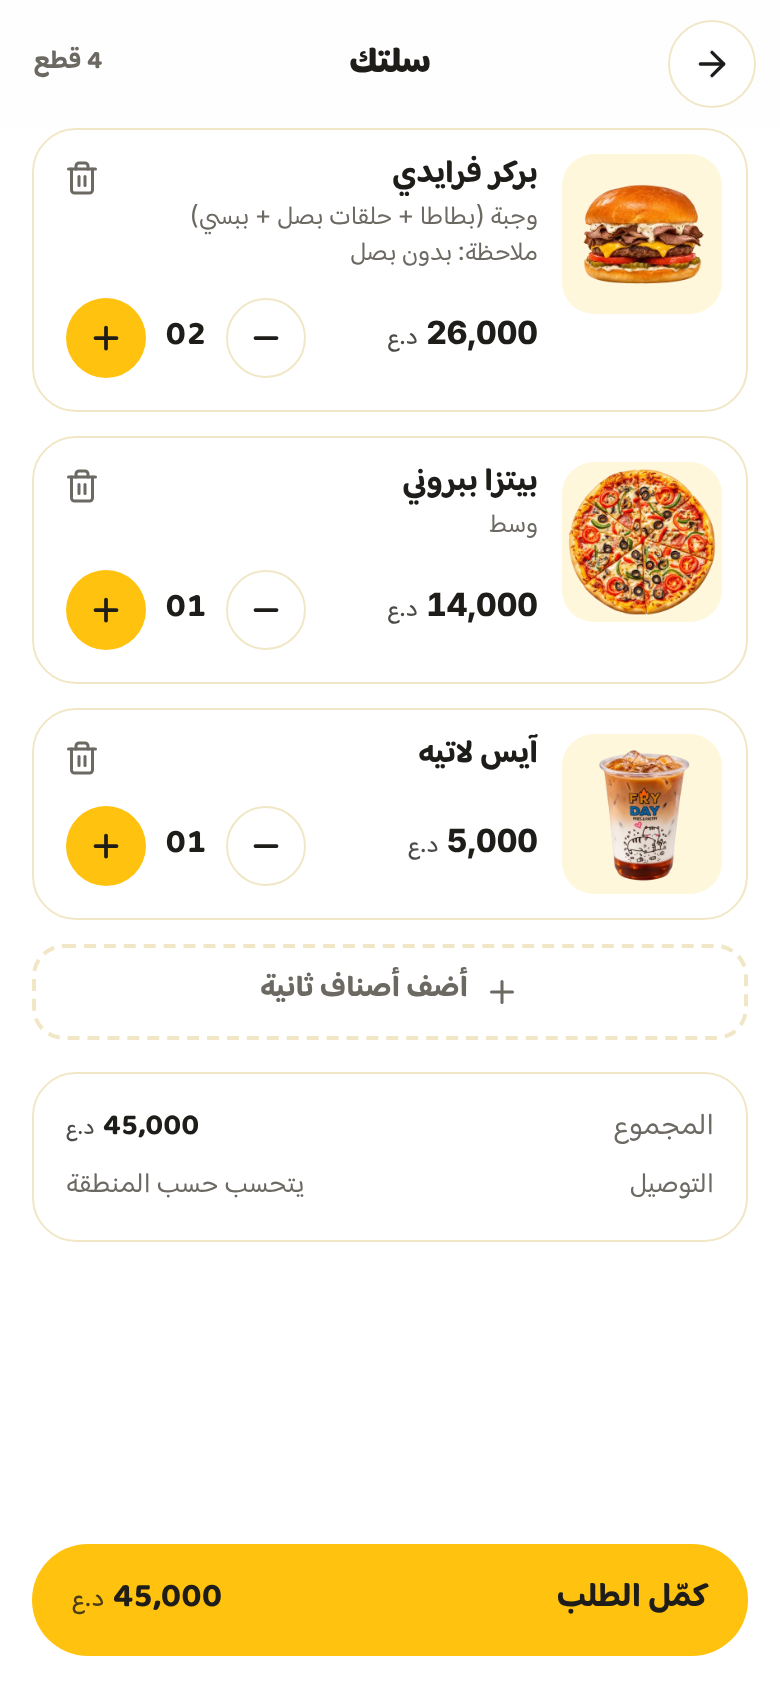 سلتك
4 قطع
بركر فرايدي
وجبة (بطاطا + حلقات بصل + ببسي)
ملاحظة: بدون بصل
26,000 د.ع
02
بيتزا ببروني
وسط
14,000 د.ع
01
آيس لاتيه
FRY
DAY
5,000 د.ع
01
أضف أصناف ثانية
المجموع 45,000 د.ع
التوصيل يتحسب حسب المنطقة
كمّل الطلب 45,000 د.ع